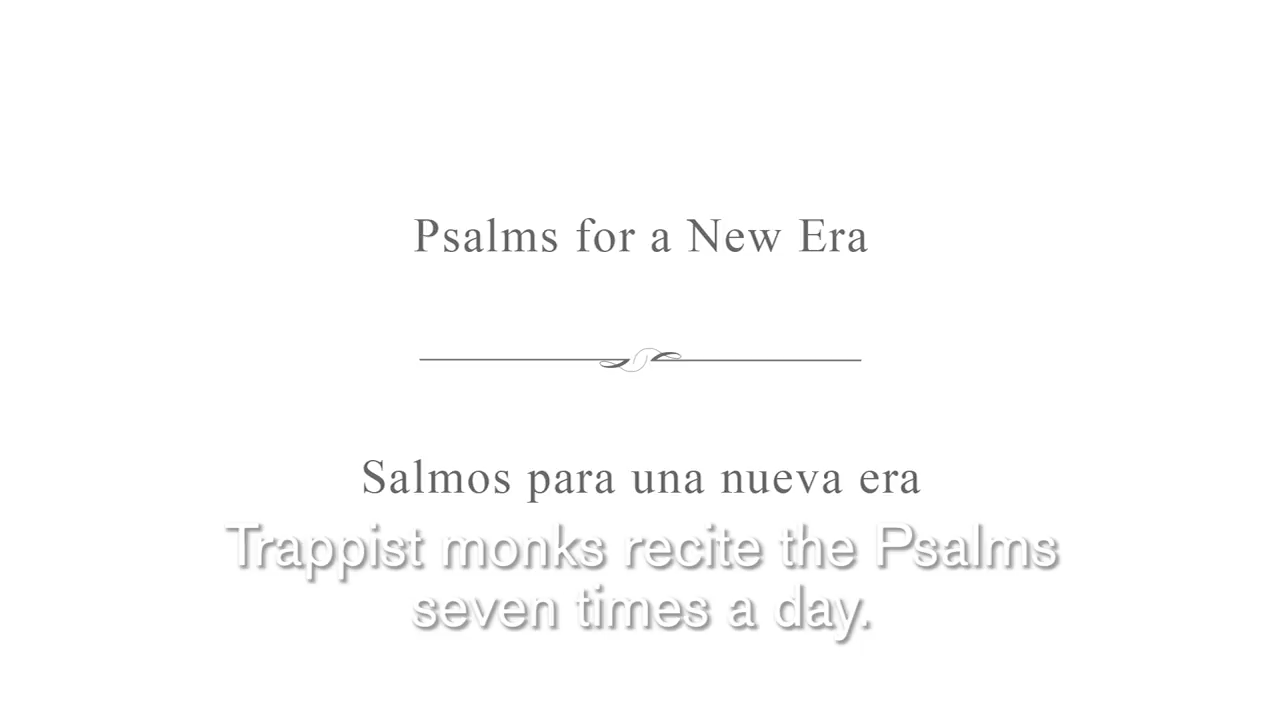 Psalms for a New Era
Salmos para una nueva era
Trappist monks recite the Psalms
seven times a day.